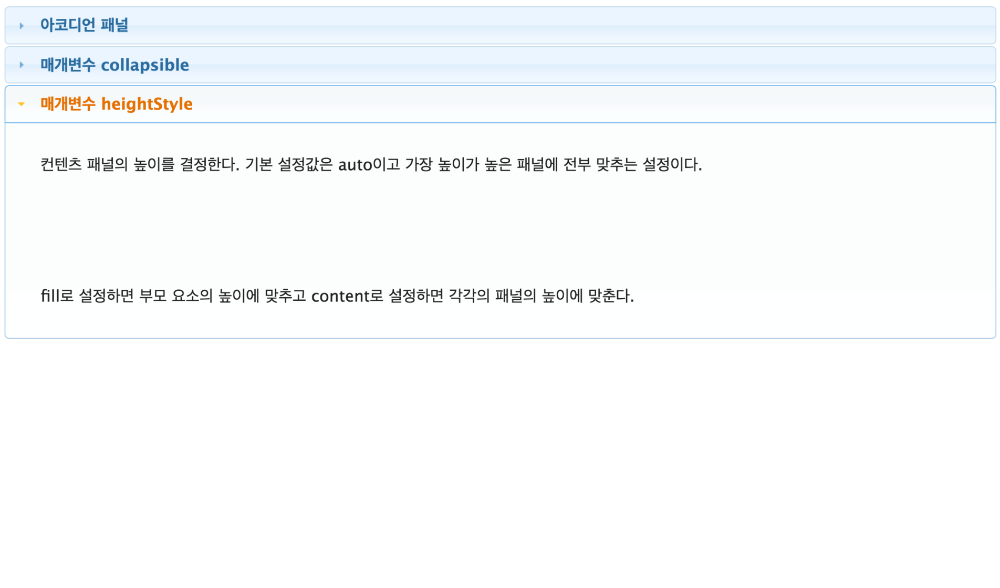 아코디언 패널
매개변수 collapsible
매개변수 heightStyle
컨텐츠 패널의 높이를 결정한다. 기본 설정값은 auto이고 가장 높이가 높은 패널에 전부 맞추는 설정이다.
fill로 설정하면 부모 요소의 높이에 맞추고 content로 설정하면 각각의 패널의 높이에 맞춘다.